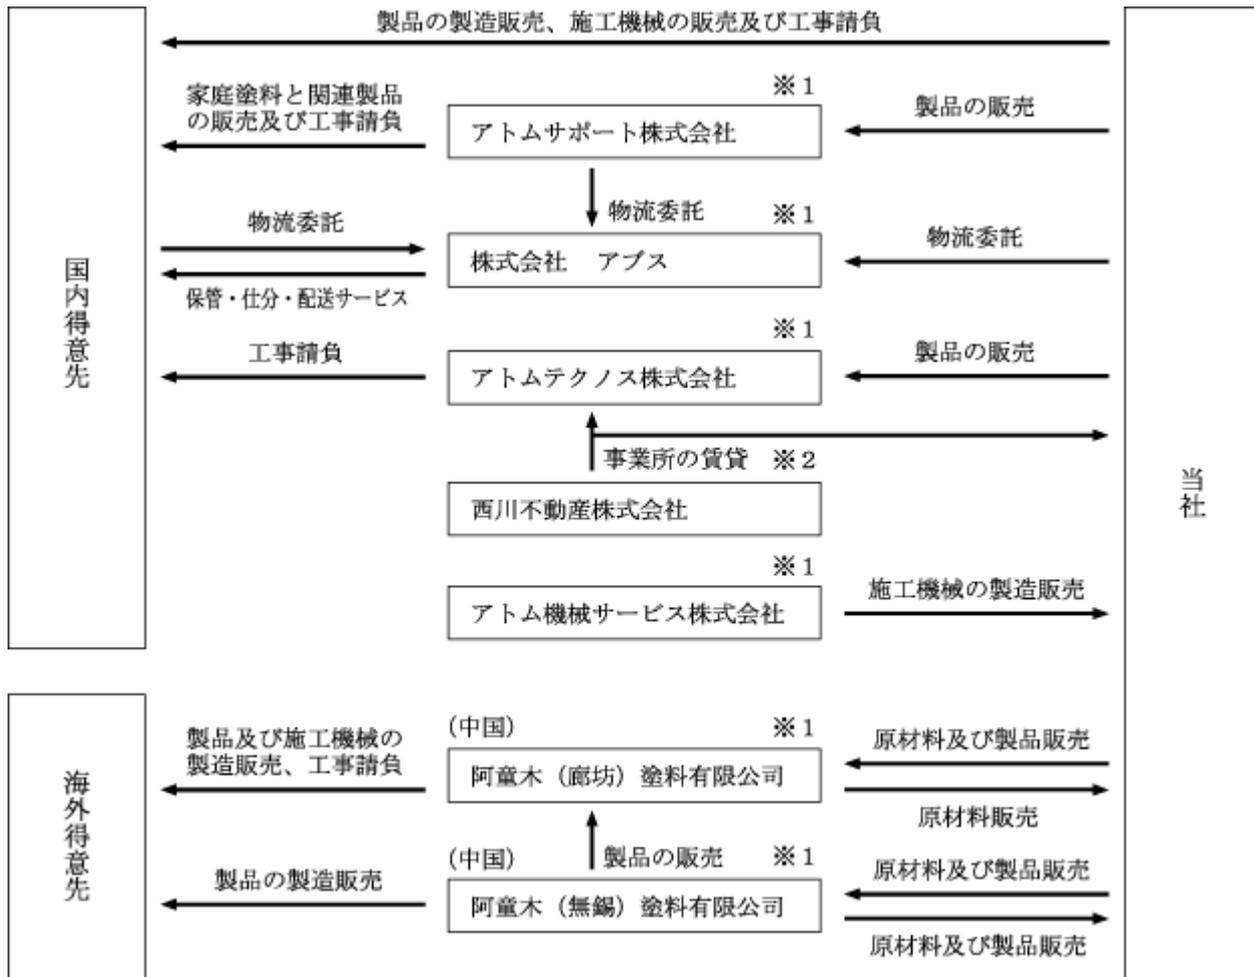 製品の製造販売、施工機械の販売及び工事請負
家庭塗料と関連製品
の販売及び工事請負
※1
アトムサポート株式会社
製品の販売
物流委託
物流委託
※1
株式会社　アブス
物流委託
保管・仕分・配送サービス
国内得意先
工事請負
※1
アトムテクノス株式会社
製品の販売
事業所の賃貸　※2
西川不動産株式会社
当社
※1
アトム機械サービス株式会社
施工機械の製造販売
海外得意先
製品及び施工機械の
製造販売、工事請負
(中国)
※1
阿童木（廊坊）塗料有限公司
原材料及び製品販売
原材料販売
製品の販売
(中国)
※1
阿童木（無錫）塗料有限公司
製品の製造販売
原材料及び製品販売
原材料及び製品販売